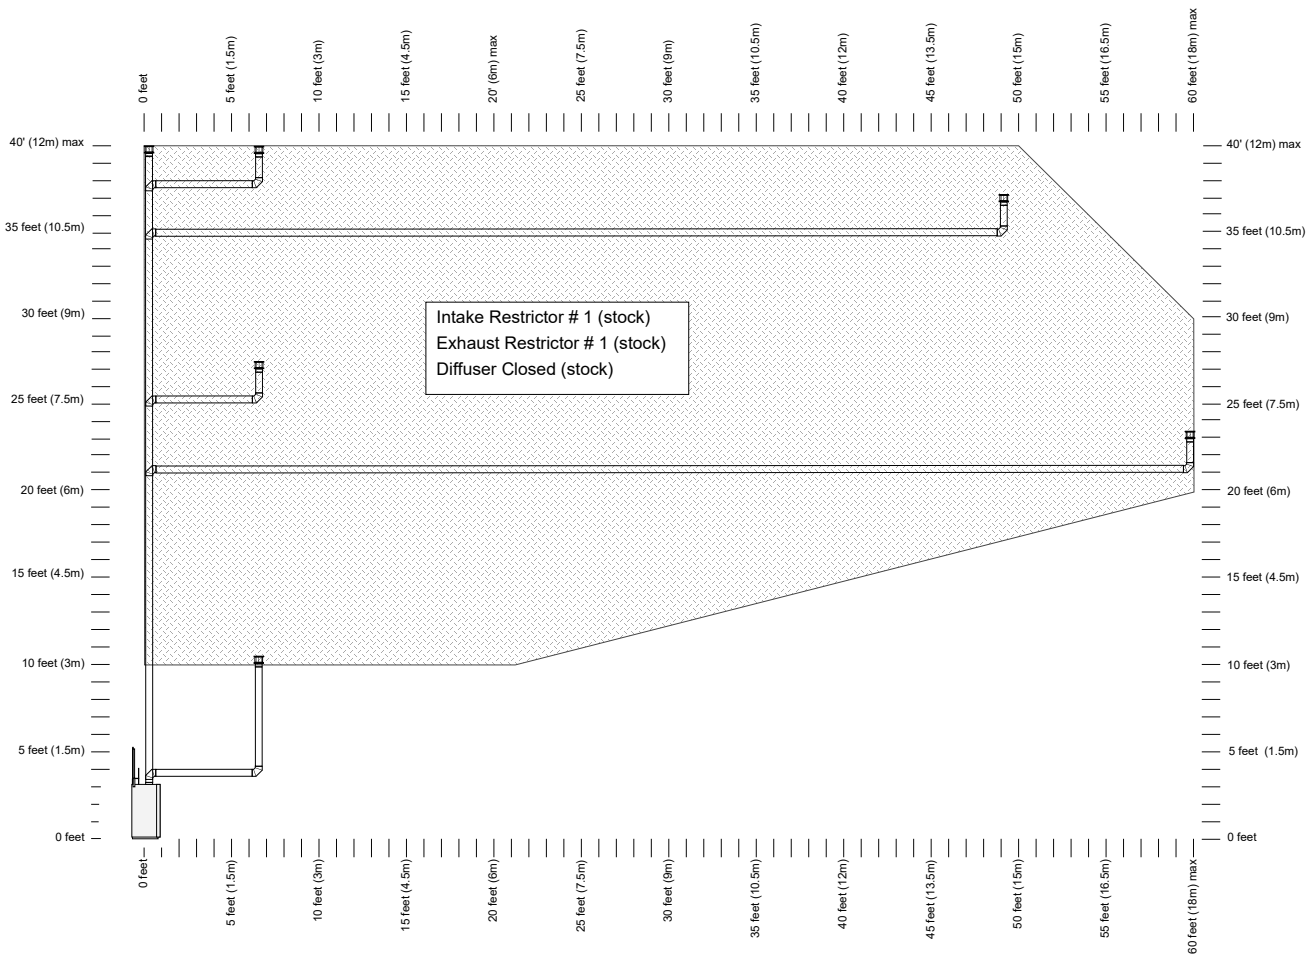 0 feet
5 feet (1.5m)
10 feet (3m)
15 feet (4.5m)
20' (6m) max
25 feet (7.5m)
30 feet (9m)
35 feet (10.5m)
40 feet (12m)
45 feet (13.5m)
50 feet (15m)
55 feet (16.5m)
60 feet (18m) max
40' (12m) max
35 feet (10.5m)
30 feet (9m)
25 feet (7.5m)
20 feet (6m)
15 feet (4.5m)
10 feet (3m)
5 feet (1.5m)
0 feet
Intake Restrictor # 1 (stock)
Exhaust Restrictor # 1 (stock)
Diffuser Closed (stock)
40' (12m) max
35 feet (10.5m)
30 feet (9m)
25 feet (7.5m)
20 feet (6m)
15 feet (4.5m)
10 feet (3m)
5 feet (1.5m)
0 feet
0 feet
5 feet (1.5m)
10 feet (3m)
15 feet (4.5m)
20 feet (6m)
25 feet (7.5m)
30 feet (9m)
35 feet (10.5m)
40 feet (12m)
45 feet (13.5m)
50 feet (15m)
55 feet (16.5m)
60 feet (18m) max